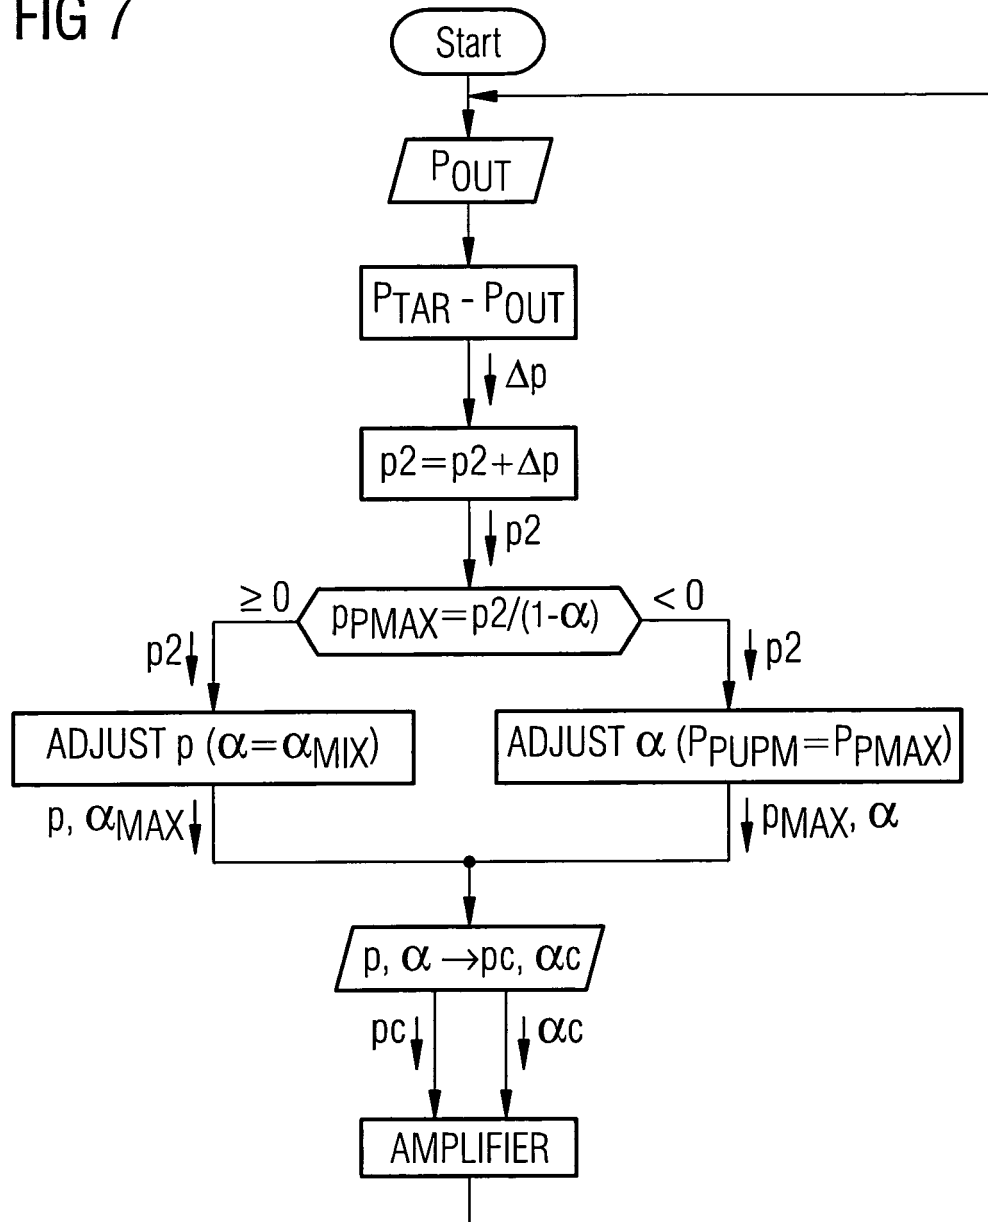 FIG 7
Start
POUT
PTAR - POUT
Δp
p2=p2+Δp
p2
≥ 0
pPMAX=p2/(1-α)
< 0
p2
p2
ADJUST p (α=αMIX)
ADJUST α (PPUPM=PPMAX)
p, αMAX
pMAX, α
p, α →pc, αc
pc
αc
AMPLIFIER